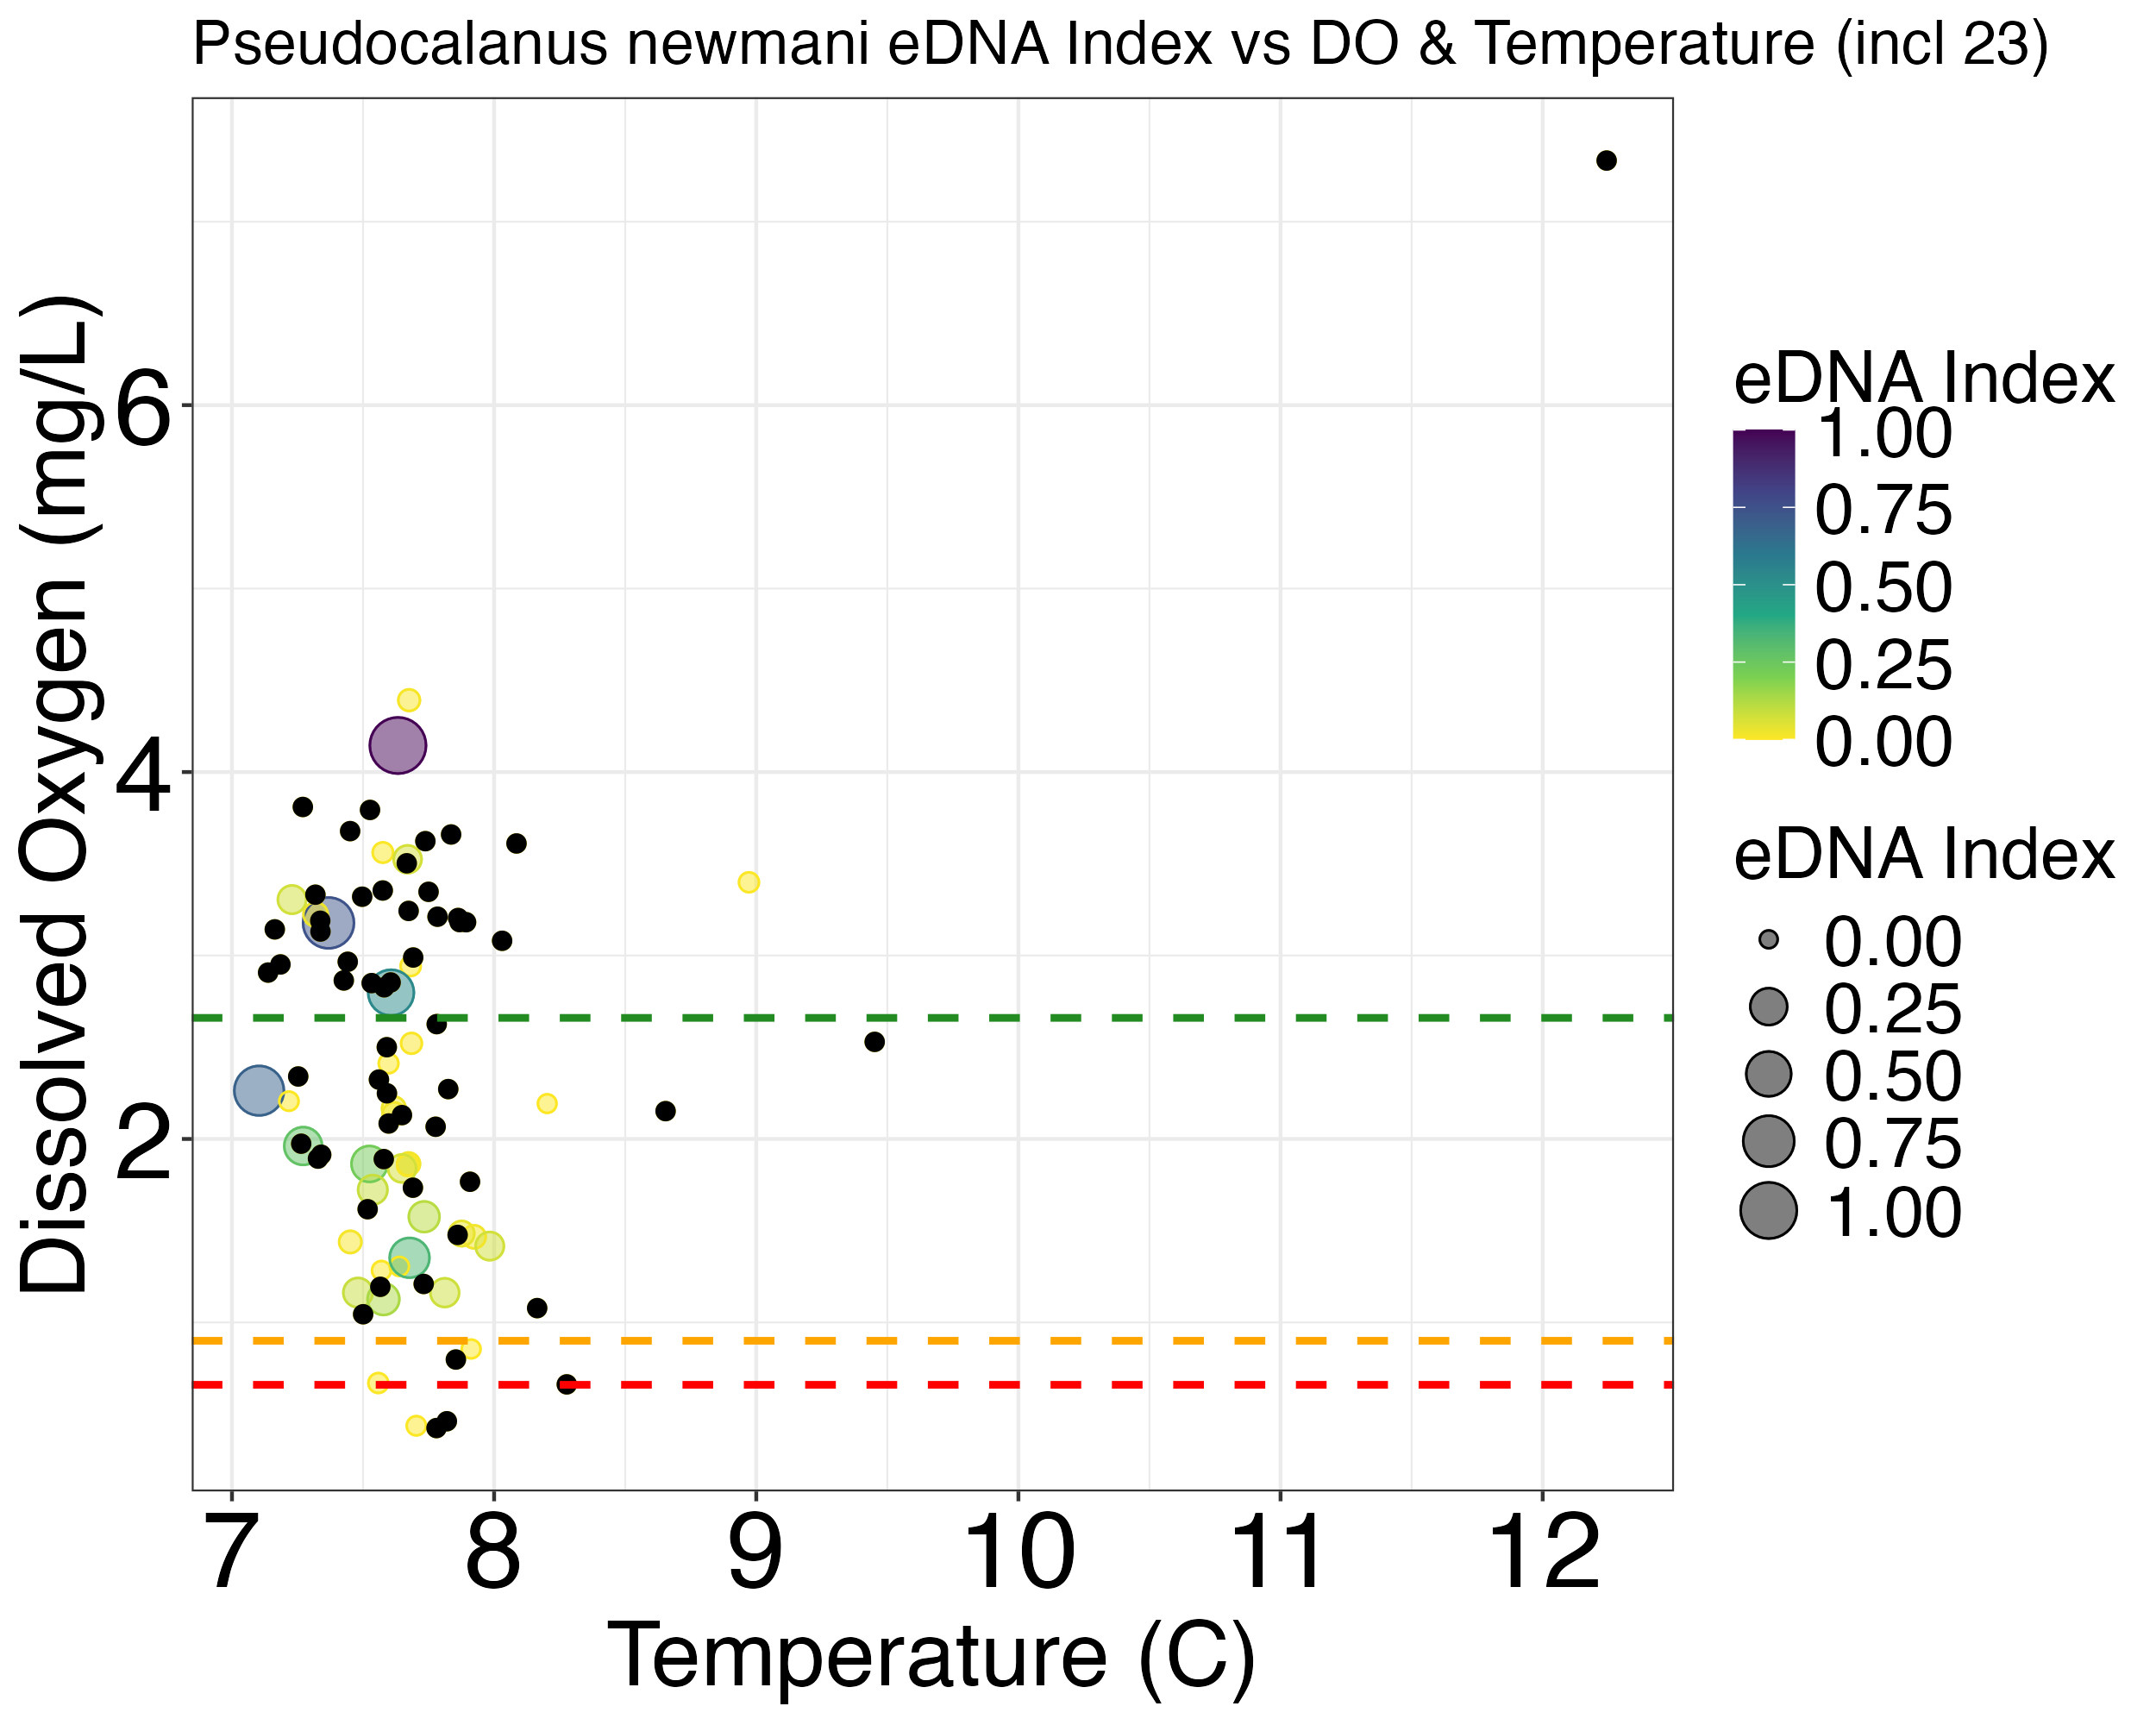 Pseudocalanus newmani eDNA Index vs DO & Temperature (incl 23)
Dissolved Oxygen (mg/L)
6
4
2
7 8 9 10 11 12
Temperature (C)
eDNA Index
1.00
0.75
0.50
0.25
0.00
eDNA Index
0.00
0.25
0.50
0.75
1.00